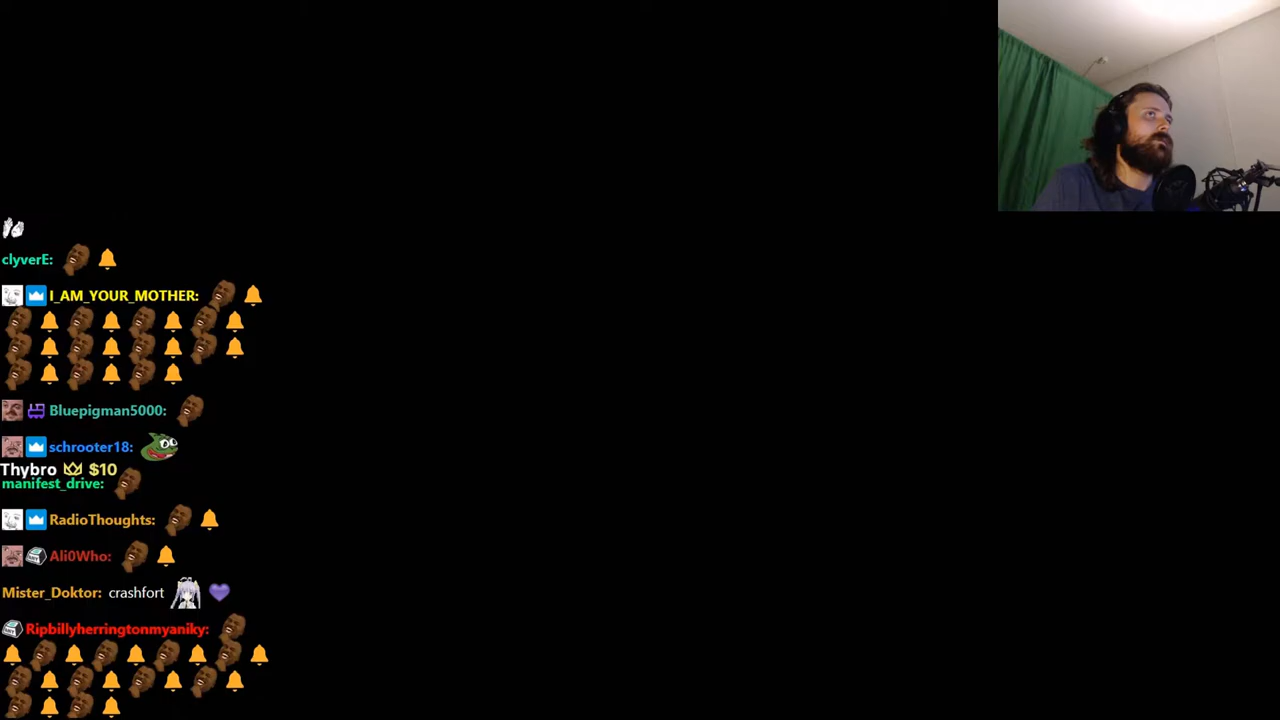 clyverE:
I_AM_YOUR_MOTHER:
Bluepigman5000:
schrooter18:
Thybro $10
manifest_drive:
RadioThoughts:
Ali0Who:
Mister_Doktor: crashfort
Ripbillyherringtonmyaniky: